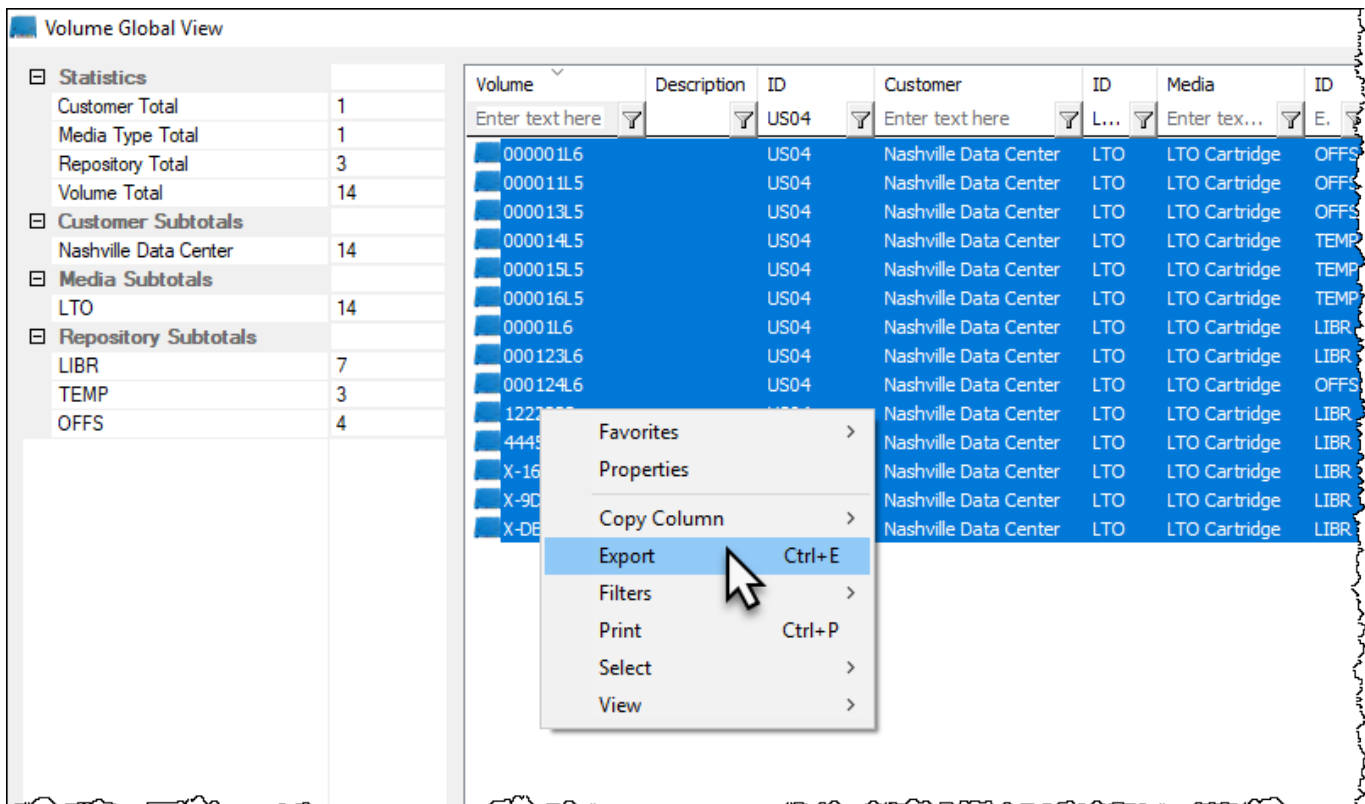 Volume Global View
Statistics
Customer Total 1
Media Type Total 1
Repository Total 3
Volume Total 14
Customer Subtotals
Nashville Data Center 14
Media Subtotals
LTO 14
Repository Subtotals
LIBR 7
TEMP 3
OFFS 4
Volume Description ID Customer ID Media ID
Enter text here US04 Enter text here L... Enter tex... E.
000001L6 US04 Nashville Data Center LTO LTO Cartridge OFFS
000011L5 US04 Nashville Data Center LTO LTO Cartridge OFFS
000013L5 US04 Nashville Data Center LTO LTO Cartridge OFFS
000014L5 US04 Nashville Data Center LTO LTO Cartridge TEMP
000015L5 US04 Nashville Data Center LTO LTO Cartridge TEMP
000016L5 US04 Nashville Data Center LTO LTO Cartridge TEMP
00001L6 US04 Nashville Data Center LTO LTO Cartridge LIBR
000123L6 US04 Nashville Data Center LTO LTO Cartridge LIBR
000124L6 US04 Nashville Data Center LTO LTO Cartridge OFFS
Nashville Data Center LTO LTO Cartridge LIBR
4445 Nashville Data Center LTO LTO Cartridge LIBR
X-16 Nashville Data Center LTO LTO Cartridge LIBR
X-9D Nashville Data Center LTO LTO Cartridge LIBR
X-DE Nashville Data Center LTO LTO Cartridge LIBR
Favorites
Properties
Copy Column
Export Ctrl+E
Filters
Print Ctrl+P
Select
View